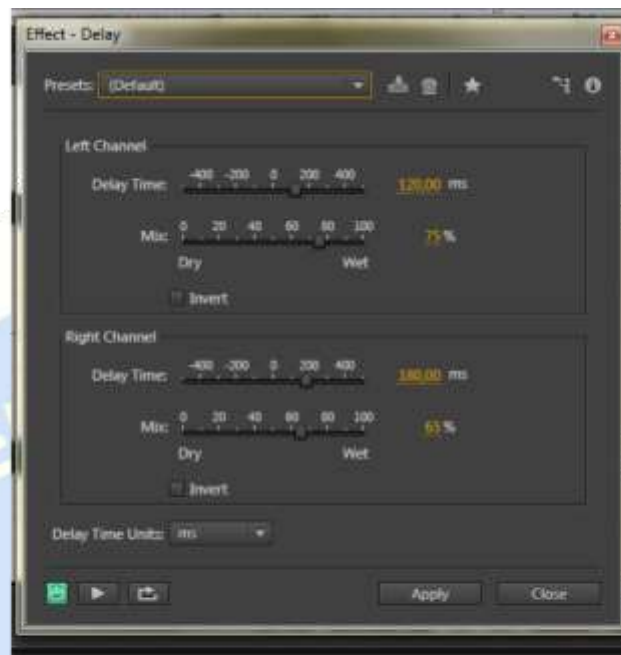 Effect - Delay
Presets: (Default)
Left Channel
-400 -200 0 200 400
Delay Time: 120,00 ms
0 20 40 60 80 100
Mix: 75 %
Dry Wet
Invert
Right Channel
-400 -200 0 200 400
Delay Time: 180,00 ms
0 20 40 60 80 100
Mix: 65 %
Dry Wet
Invert
Delay Time Units: ms
Apply Close